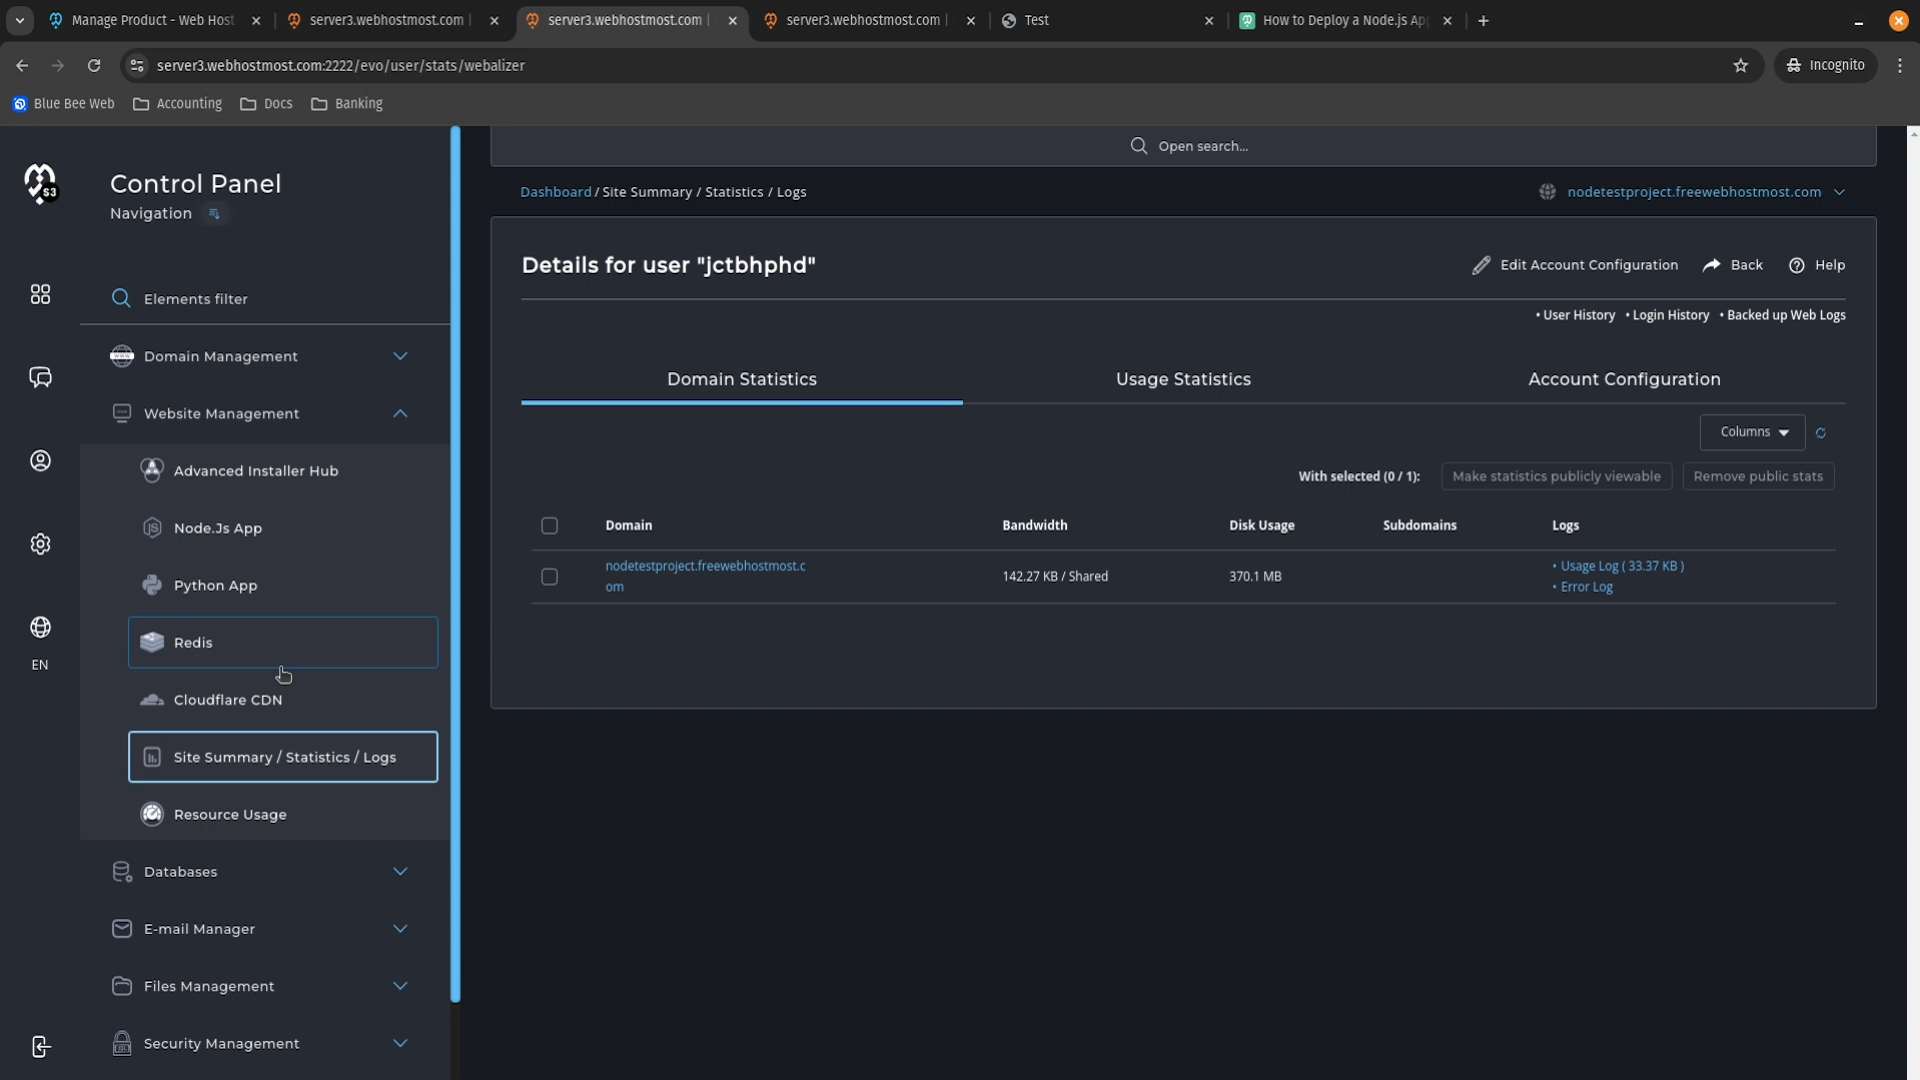 Manage Product - Web Host
server3.webhostmost.com |
server3.webhostmost.com |
server3.webhostmost.com |
Test
How to Deploy a Node.js Ap
server3.webhostmost.com:2222/evo/user/stats/webalizer
Incognito
Blue Bee Web
Accounting
Docs
Banking
S3
Control Panel
Navigation
Open search...
Dashboard / Site Summary / Statistics / Logs
nodetestproject.freewebhostmost.com
Details for user "jctbhphd"
Edit Account Configuration
Back
Help
• User History • Login History • Backed up Web Logs
Elements filter
Domain Management
Website Management
Advanced Installer Hub
Node.Js App
Python App
Redis
Cloudflare CDN
Site Summary / Statistics / Logs
Resource Usage
Databases
E-mail Manager
Files Management
Security Management
EN
Domain Statistics
Usage Statistics
Account Configuration
Columns
With selected (0 / 1):
Make statistics publicly viewable
Remove public stats
Domain
Bandwidth
Disk Usage
Subdomains
Logs
nodetestproject.freewebhostmost.c
om
142.27 KB / Shared
370.1 MB
• Usage Log ( 33.37 KB )
• Error Log